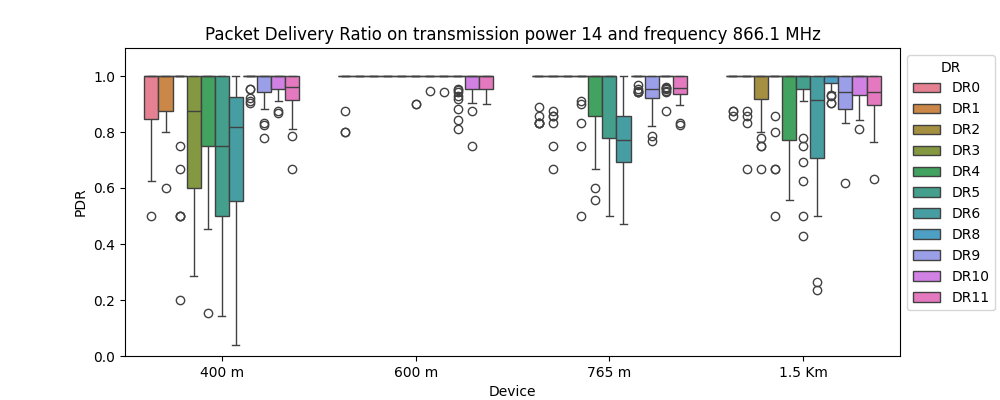 Packet Delivery Ratio on transmission power 14 and frequency 866.1 MHz
DR
DR0
DR1
DR2
DR3
DR4
DR5
DR6
DR8
DR9
DR10
DR11
PDR
1.0
0.8
0.6
0.4
0.2
0.0
400 m
600 m
765 m
1.5 Km
Device